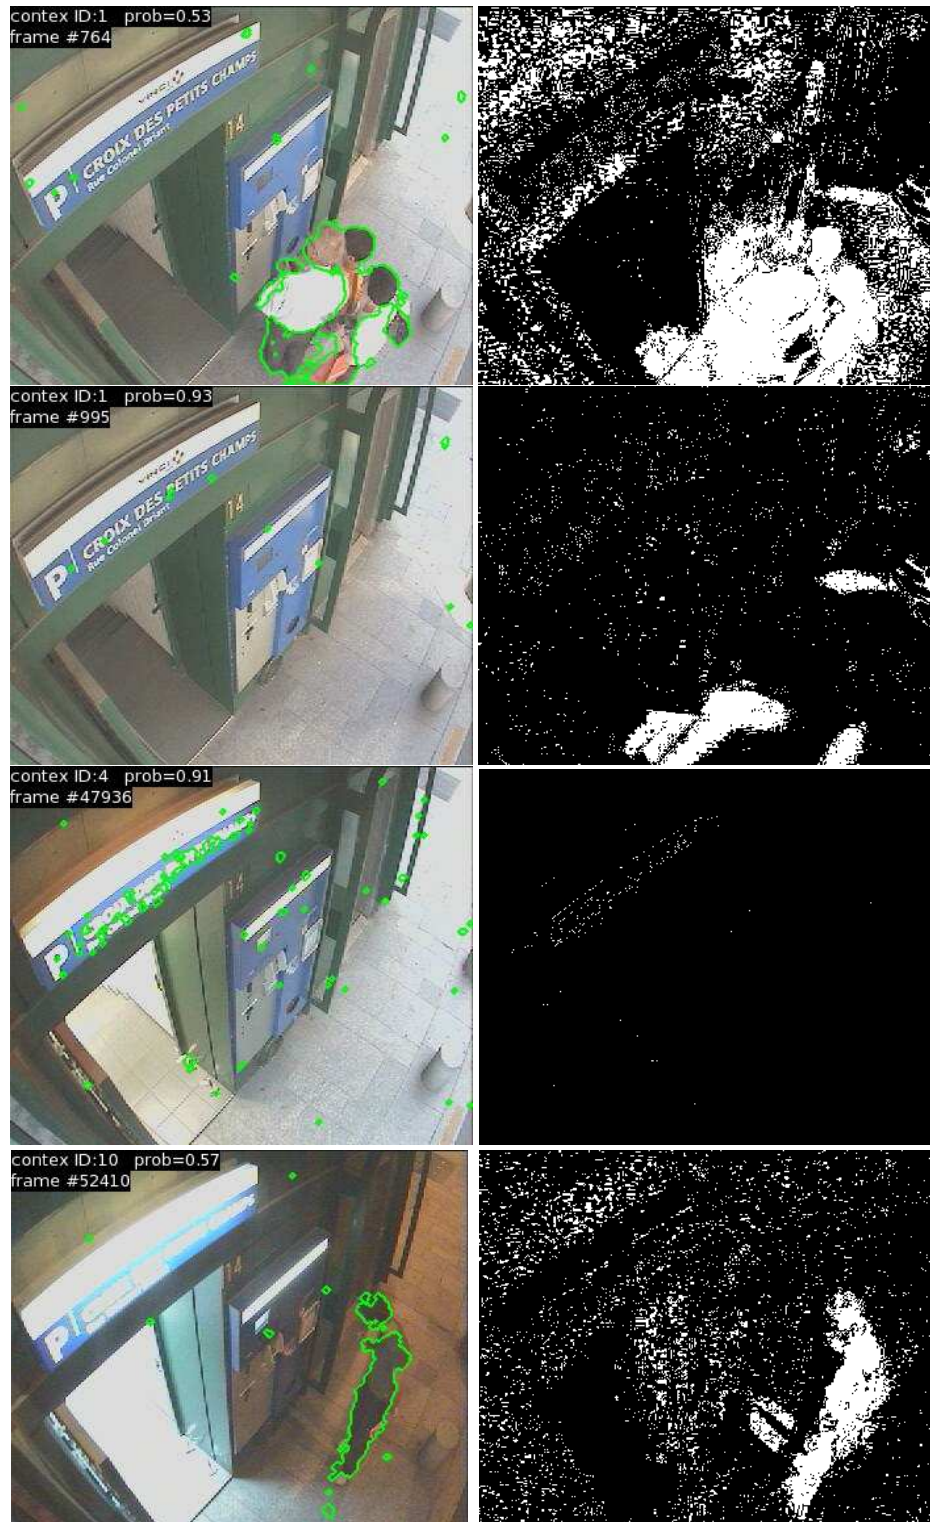 contex ID:1 prob=0.53
frame #764
VINCI
P CROIX DES PETITS CHAMPS
Rue Colonel Driant
14
contex ID:1 prob=0.93
frame #995
VINCI
P CROIX DES PETITS CHAMPS
Rue Colonel Driant
14
contex ID:4 prob=0.91
frame #47936
P
14
contex ID:10 prob=0.57
frame #52410
P
14